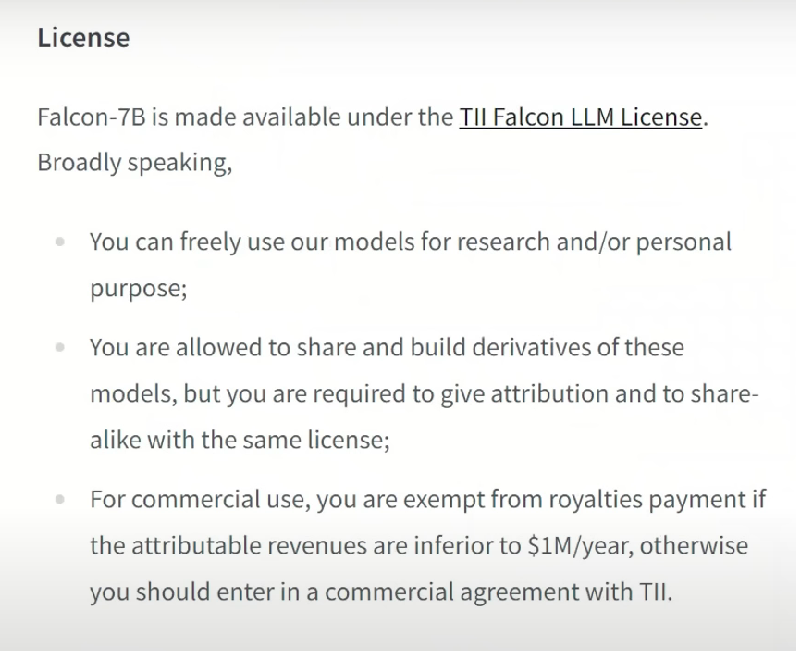 License
Falcon-7B is made available under the TII Falcon LLM License.
Broadly speaking,
You can freely use our models for research and/or personal
purpose;
You are allowed to share and build derivatives of these
models, but you are required to give attribution and to share-
alike with the same license;
For commercial use, you are exempt from royalties payment if
the attributable revenues are inferior to $1M/year, otherwise
you should enter in a commercial agreement with TII.